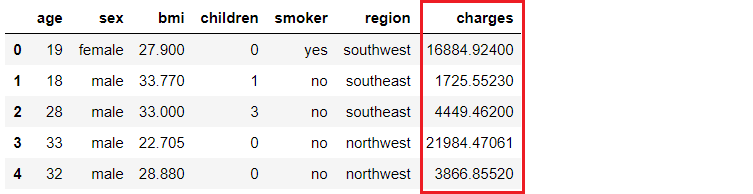 age sex bmi children smoker region charges
0 19 female 27.900 0 yes southwest 16884.92400
1 18 male 33.770 1 no southeast 1725.55230
2 28 male 33.000 3 no southeast 4449.46200
3 33 male 22.705 0 no northwest 21984.47061
4 32 male 28.880 0 no northwest 3866.85520